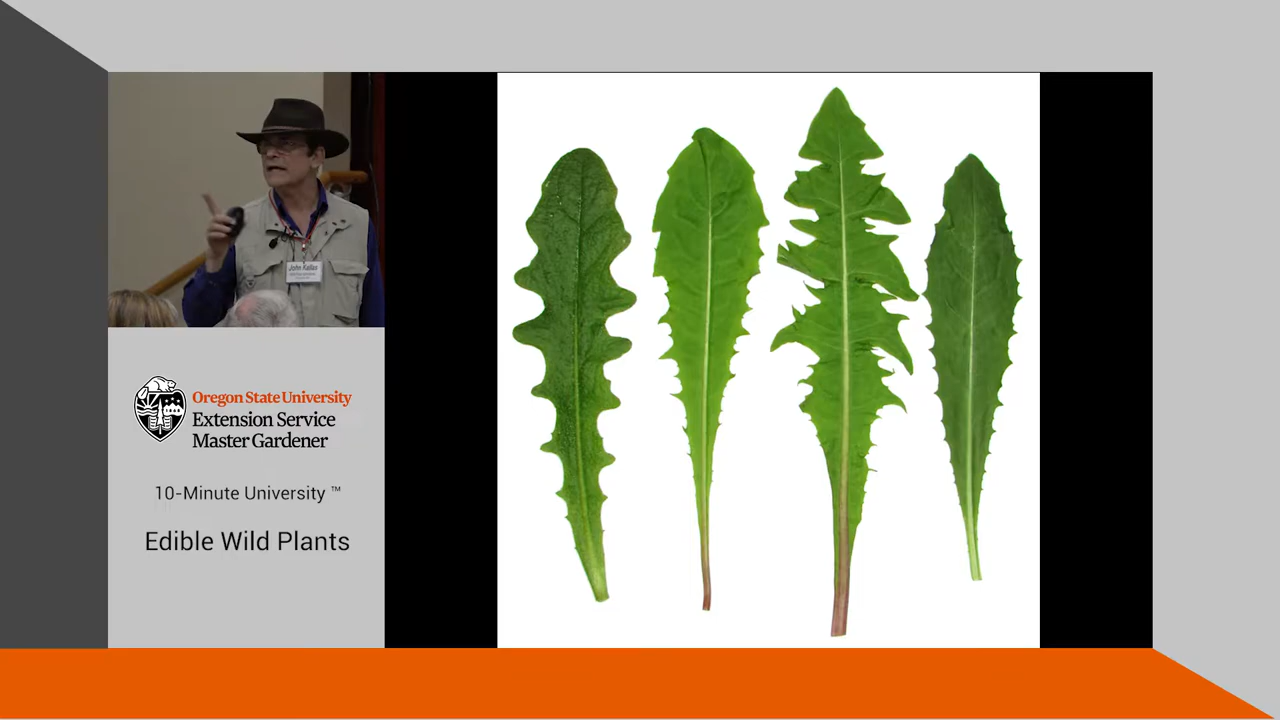 John Kallas
Oregon State University
Extension Service
Master Gardener
10-Minute University ™
Edible Wild Plants